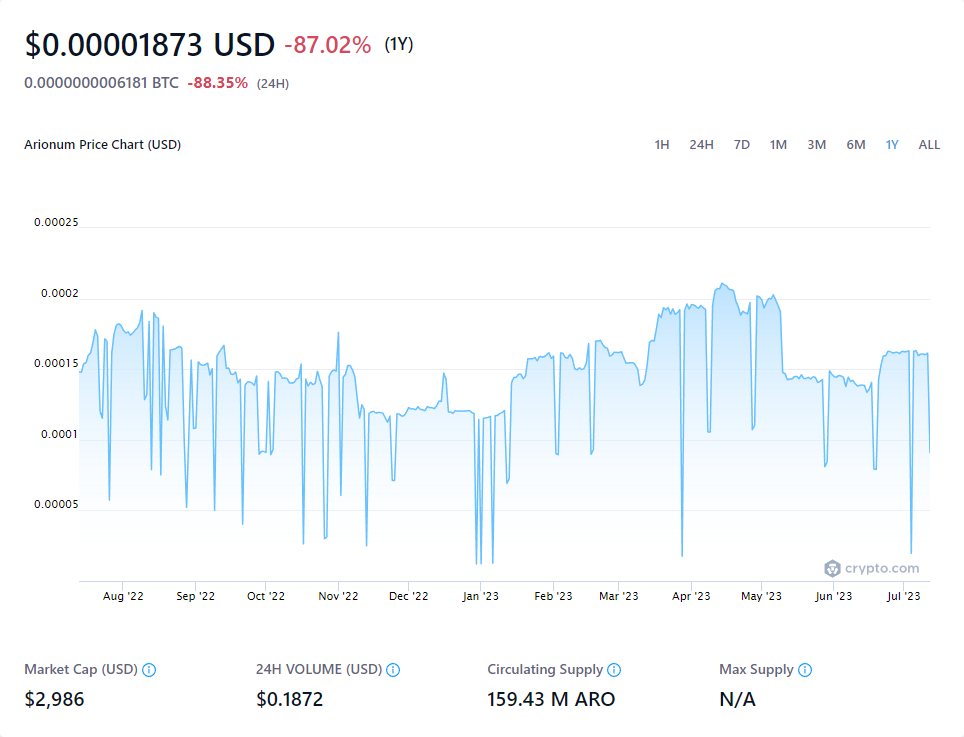 $0.00001873 USD -87.02% (1Y)
0.0000000006181 BTC -88.35% (24H)
Arionum Price Chart (USD) 1H 24H 7D 1M 3M 6M 1Y ALL
0.00025
0.0002
0.00015
0.0001
0.00005
crypto.com
Aug '22 Sep '22 Oct '22 Nov '22 Dec '22 Jan '23 Feb '23 Mar '23 Apr '23 May '23 Jun '23 Jul '23
Market Cap (USD) 24H VOLUME (USD) Circulating Supply Max Supply
$2,986 $0.1872 159.43 M ARO N/A